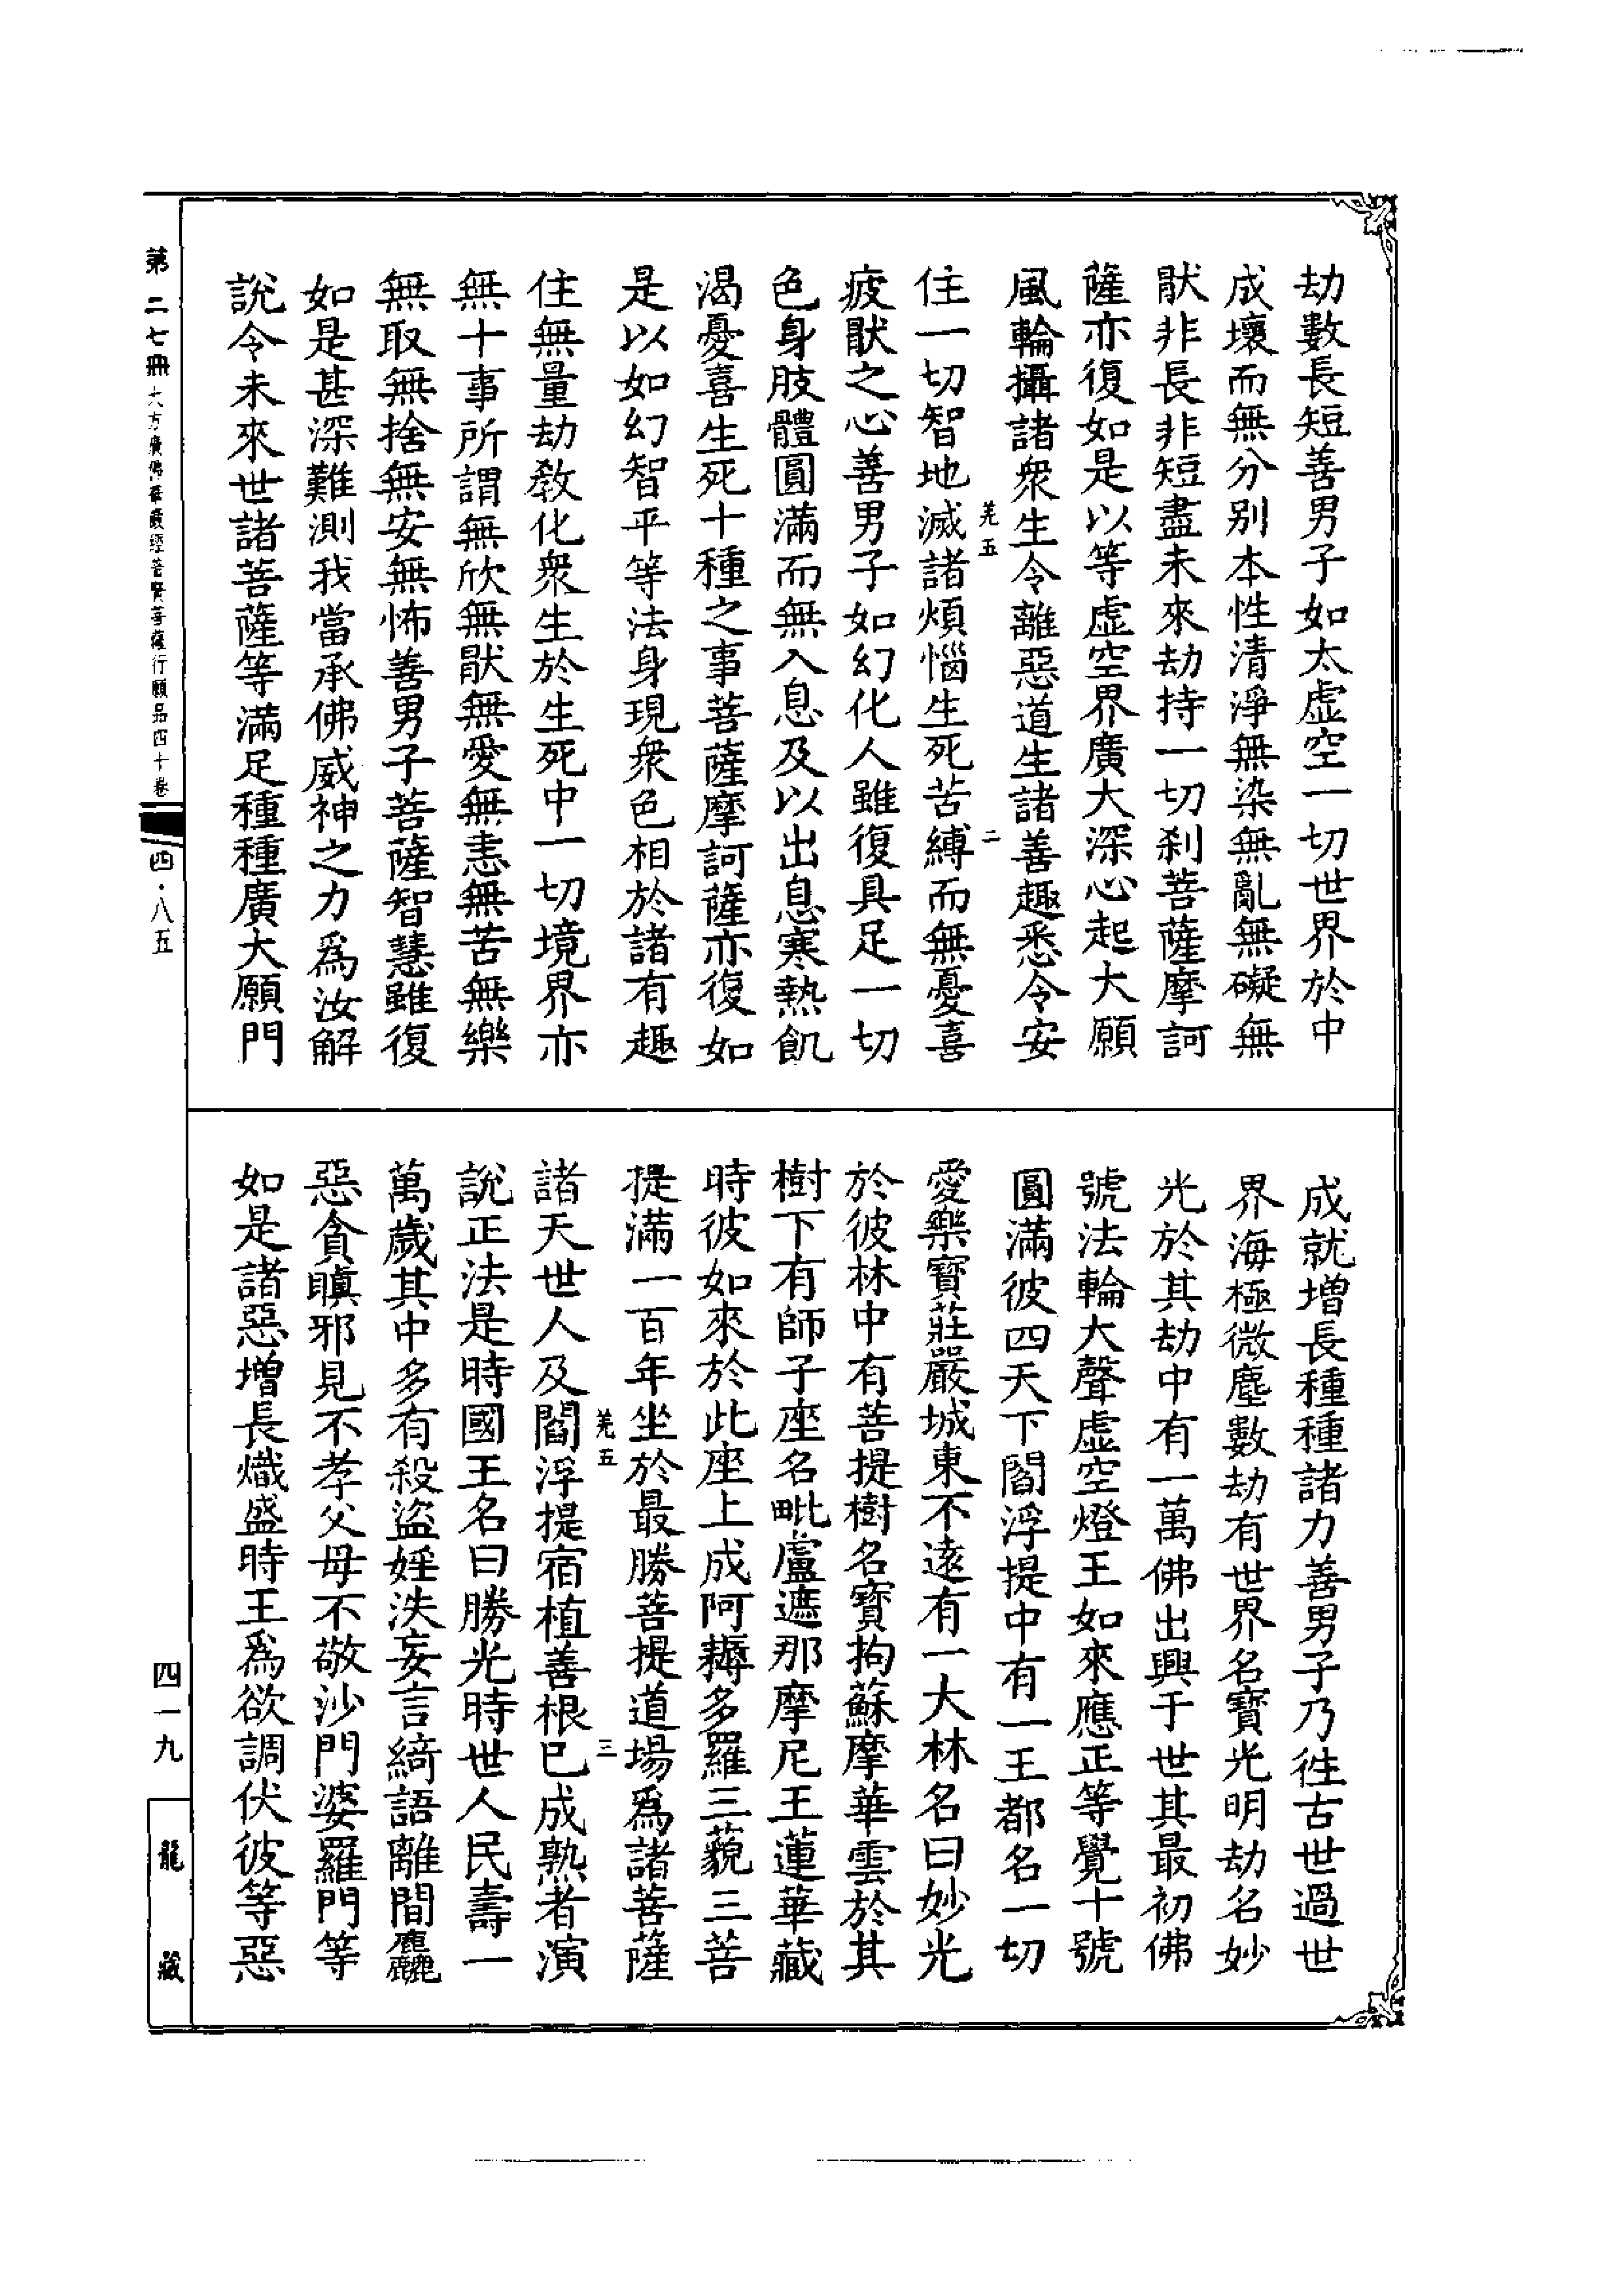 劫數長短善男子如太虛空一切世界於中
成壞而無分別本性清淨無染無亂無礙無
猒非長非短盡未來劫持一切刹菩薩摩訶
薩亦復如是以等虛空界廣大深心起大願
風輪攝諸衆生令離惡道生諸善趣悉令安
羌五 二
住一切智地滅諸煩惱生死苦縛而無憂喜
疲猒之心善男子如幻化人雖復具足一切
色身肢體圓滿而無入息及以出息寒熱飢
渴憂喜生死十種之事菩薩摩訶薩亦復如
是以如幻智平等法身現衆色相於諸有趣
住無量劫敎化衆生於生死中一切境界亦
無十事所謂無欣無猒無愛無恚無苦無樂
無取無捨無安無怖善男子菩薩智慧雖復
如是甚深難測我當承佛威神之力爲汝解
說令未來世諸菩薩等滿足種種廣大願門
成就增長種種諸力善男子乃徃古世過世
界海極微塵數劫有世界名寶光明劫名妙
光於其劫中有一萬佛出興于世其最初佛
號法輪大聲虛空燈王如來應正等覺十號
圓滿彼四天下閻浮提中有一王都名一切
愛樂寶莊嚴城東不遠有一大林名曰妙光
於彼林中有菩提樹名寶拘蘇摩華雲於其
樹下有師子座名毗盧遮那摩尼王蓮華藏
時彼如來於此座上成阿耨多羅三藐三菩
提滿一百年坐於最勝菩提道場爲諸菩薩
羌五 三
諸天世人及閻浮提宿植善根已成熟者演
說正法是時國王名曰勝光時世人民壽一
萬歲其中多有殺盜婬泆妄言綺語離間麤
惡貪瞋邪見不孝父母不敬沙門婆羅門等
如是諸惡增長熾盛時王爲欲調伏彼等惡
第二七冊 大方廣佛華嚴經普賢菩薩行願品四十卷
四·八五
四一九
龍藏